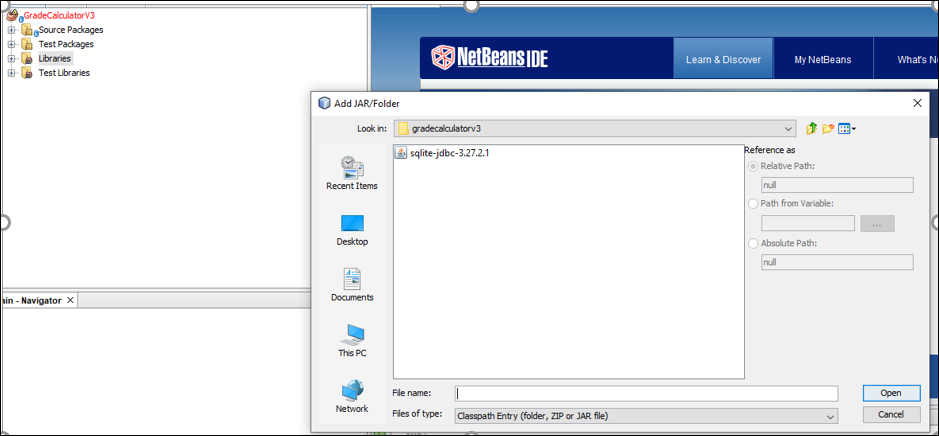 GradeCalculatorV3
Source Packages
Test Packages
Libraries
Test Libraries
NetBeans IDE
Learn & Discover
My NetBeans
What's Ne
Add JAR/Folder
Look in:
gradecalculatorv3
sqlite-jdbc-3.27.2.1
Recent Items
Desktop
Documents
This PC
Network
Reference as
Relative Path:
null
Path from Variable:
...
Absolute Path:
null
ain - Navigator
File name:
Open
Files of type:
Classpath Entry (folder, ZIP or JAR file)
Cancel